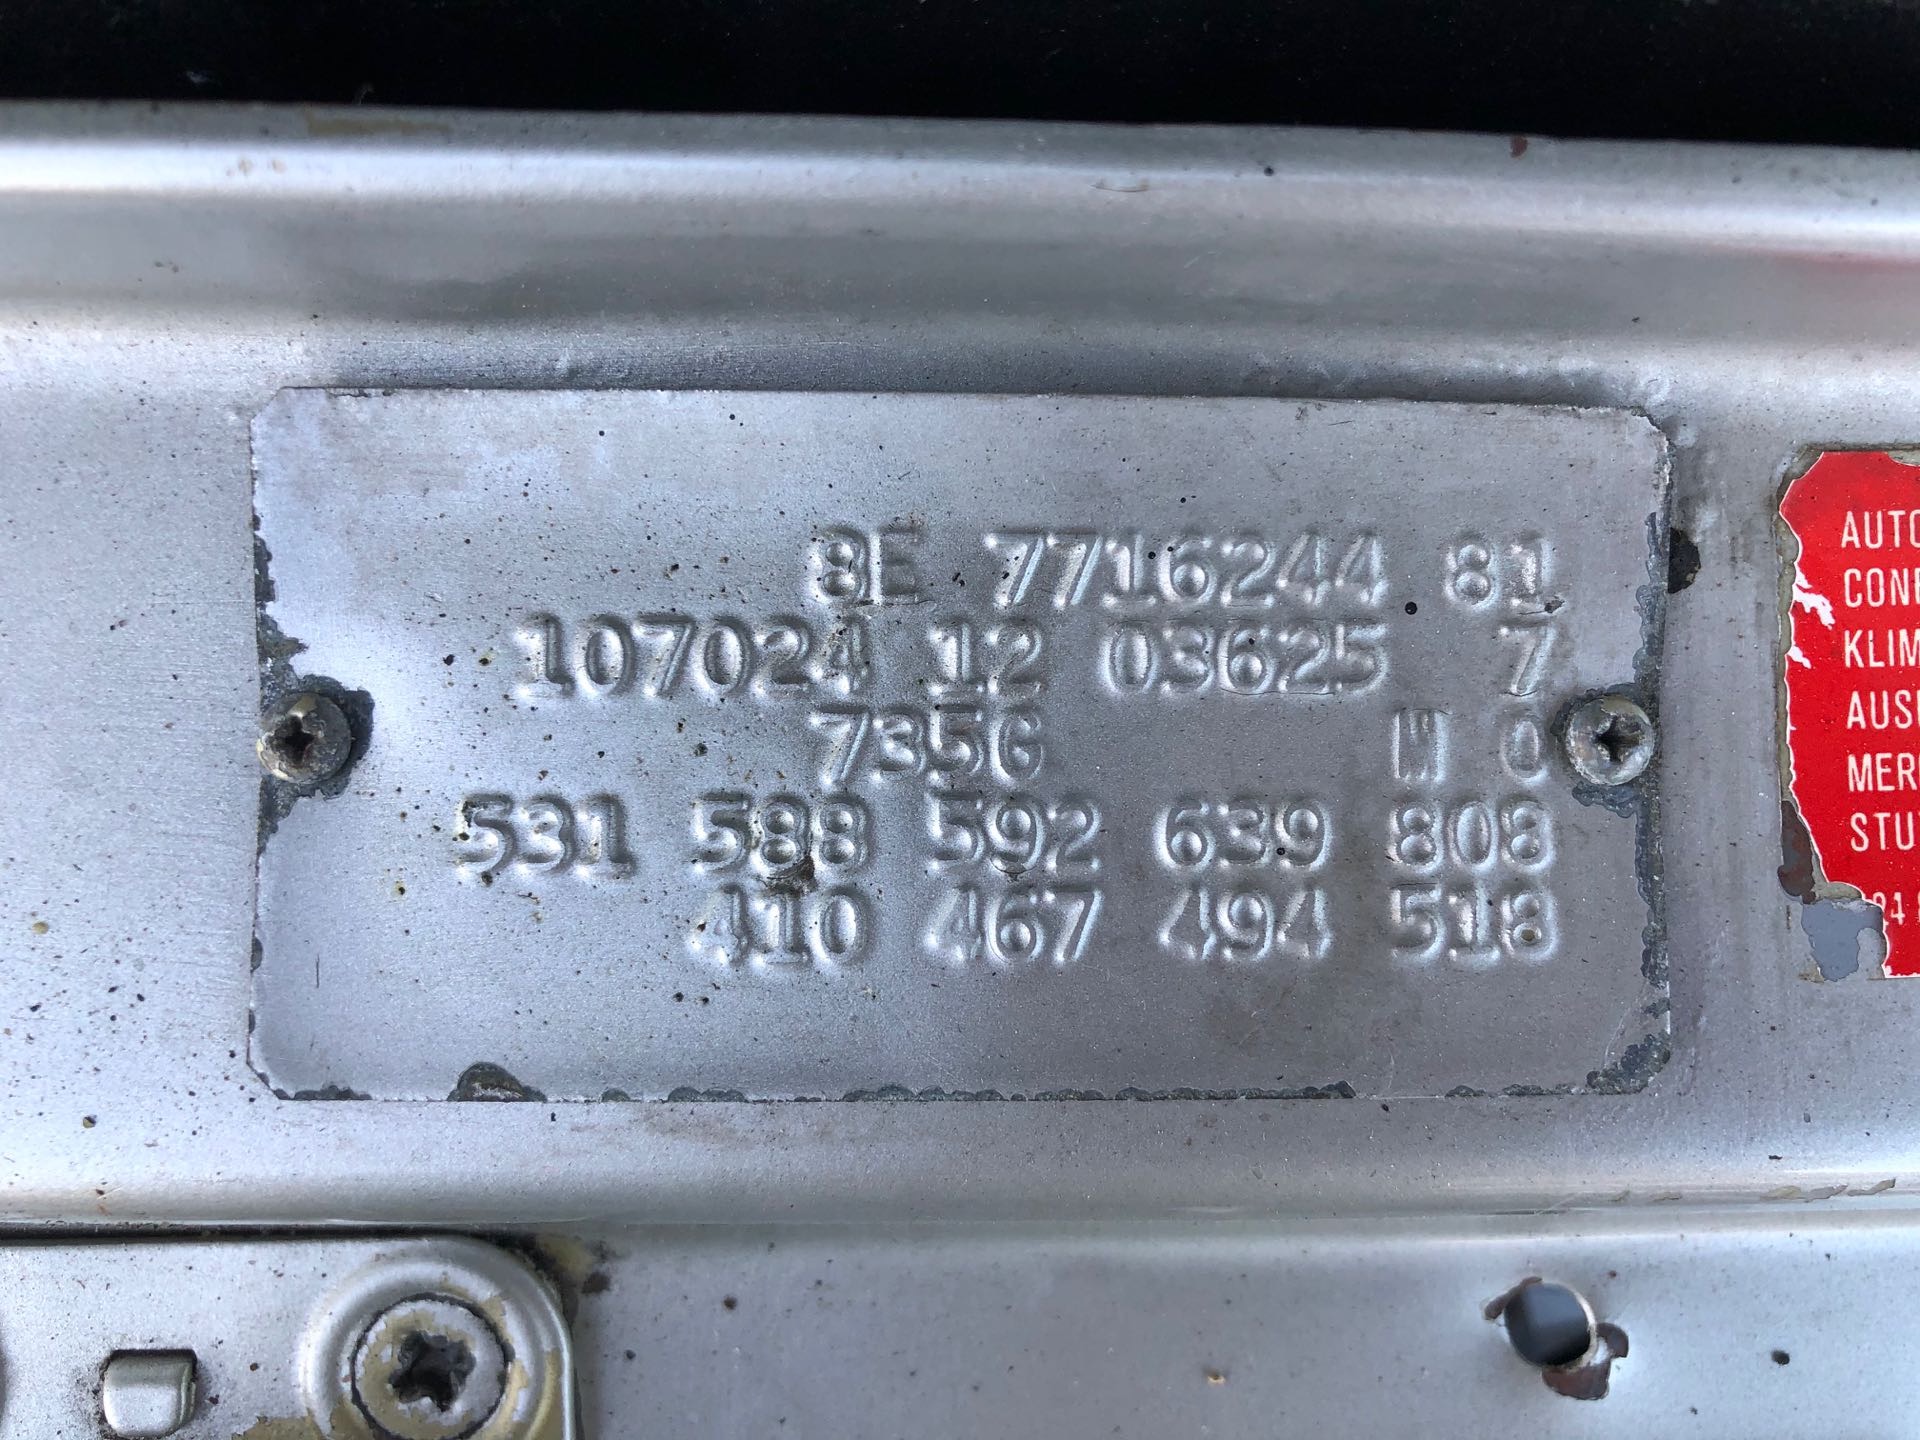 8E 7716244 81
107024 12 03625 7
735G W 0
531 588 592 639 808
410 467 494 518
AUTO
CON
KLIM
AUS
MER
STU